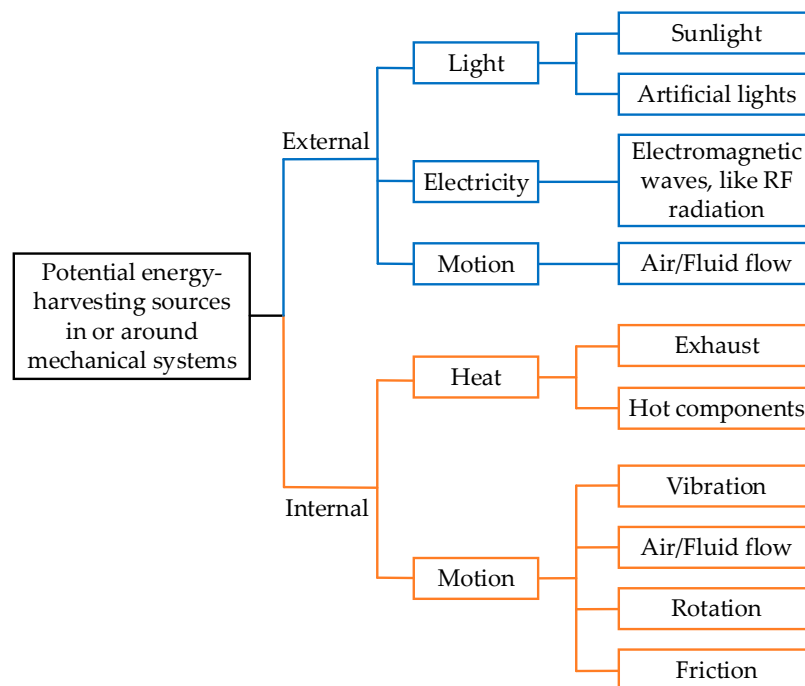 Potential energy-
harvesting sources
in or around
mechanical systems
External
Light
Sunlight
Artificial lights
Electricity
Electromagnetic
waves, like RF
radiation
Motion
Air/Fluid flow
Internal
Heat
Exhaust
Hot components
Motion
Vibration
Air/Fluid flow
Rotation
Friction